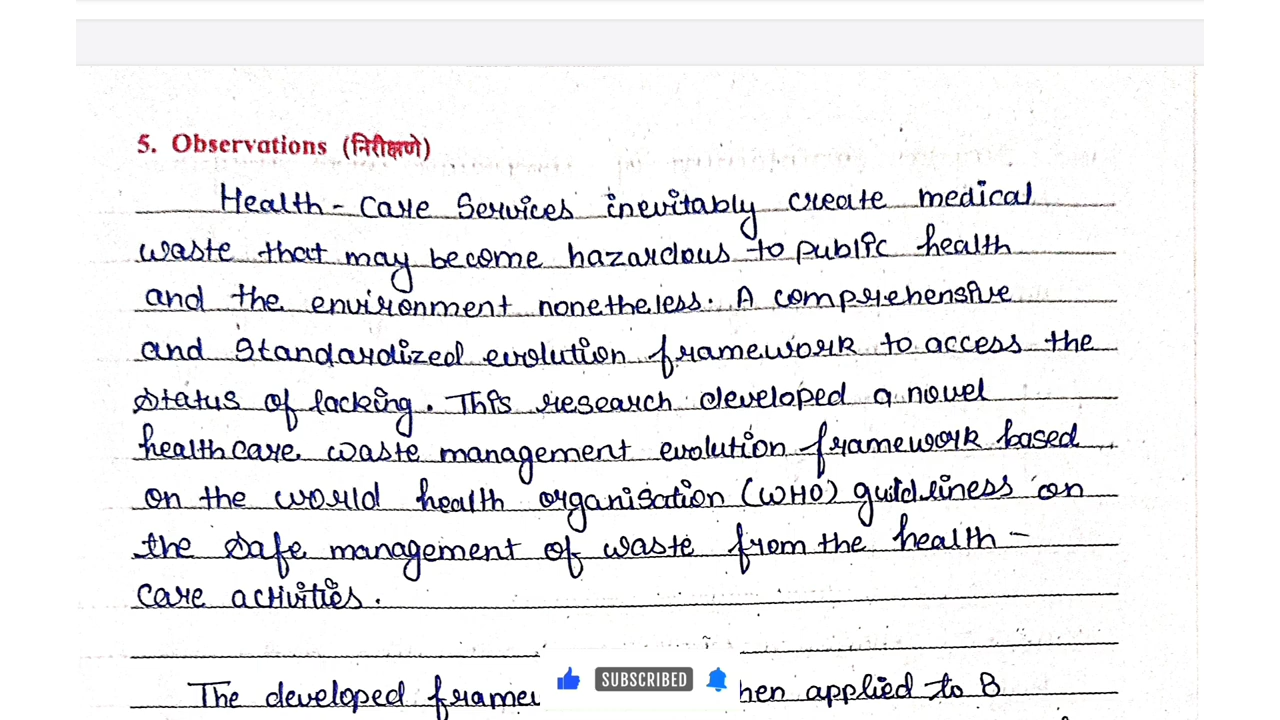 5. Observations (निरीक्षणे)
Health - care Services inevitably create medical
waste that may become hazardous to public health
and the environment nonetheless. A comprehensive
and standardized evolution framework to access the
status of lacking. This research developed a novel
healthcare waste management evolution framework based
on the world health organisation (WHO) guildliness on
the safe management of waste from the health -
care activities.
The developed applied to 8
SUBSCRIBED